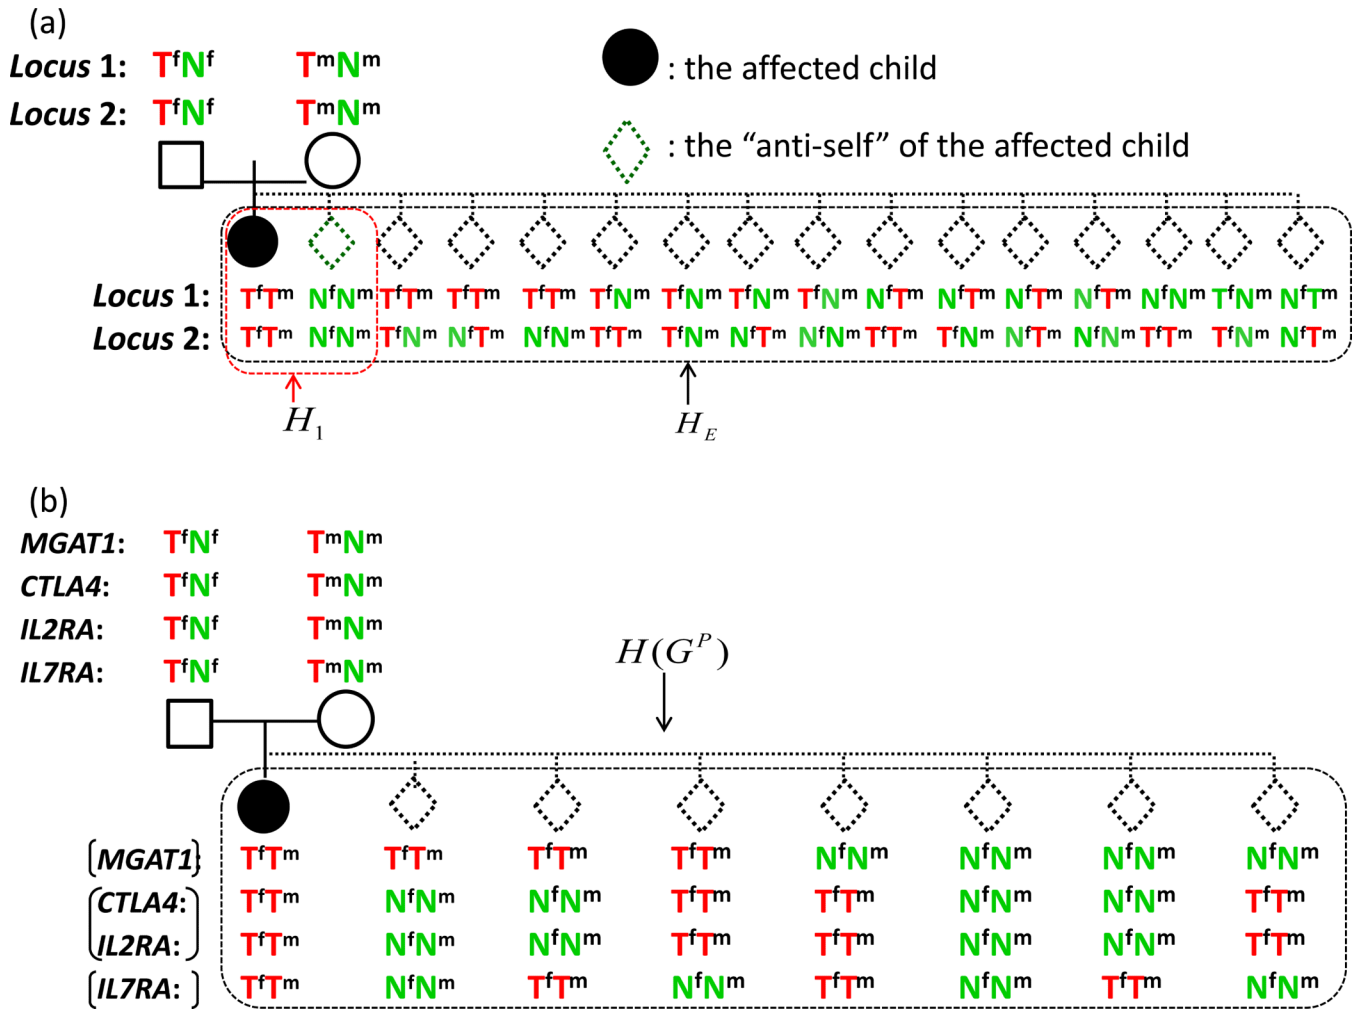 (a)
Locus 1: TᶠNᶠ TᵐNᵐ
Locus 2: TᶠNᶠ TᵐNᵐ
: the affected child
: the “anti-self” of the affected child
Locus 1: TᶠTᵐ NᶠNᵐ TᶠTᵐ TᶠTᵐ TᶠTᵐ TᶠNᵐ TᶠNᵐ TᶠNᵐ TᶠNᵐ NᶠTᵐ NᶠTᵐ NᶠTᵐ NᶠTᵐ NᶠNᵐ TᶠNᵐ NᶠTᵐ
Locus 2: TᶠTᵐ NᶠNᵐ TᶠNᵐ NᶠTᵐ NᶠNᵐ TᶠTᵐ TᶠNᵐ NᶠTᵐ NᶠNᵐ TᶠTᵐ TᶠNᵐ NᶠTᵐ NᶠNᵐ TᶠTᵐ TᶠNᵐ NᶠTᵐ
H₁
H_E
(b)
MGAT1: TᶠNᶠ TᵐNᵐ
CTLA4: TᶠNᶠ TᵐNᵐ
IL2RA: TᶠNᶠ TᵐNᵐ
IL7RA: TᶠNᶠ TᵐNᵐ
H(Gᴾ)
MGAT1: TᶠTᵐ TᶠTᵐ TᶠTᵐ TᶠTᵐ NᶠNᵐ NᶠNᵐ NᶠNᵐ NᶠNᵐ
CTLA4: TᶠTᵐ NᶠNᵐ NᶠNᵐ TᶠTᵐ TᶠTᵐ NᶠNᵐ NᶠNᵐ TᶠTᵐ
IL2RA: TᶠTᵐ NᶠNᵐ NᶠNᵐ TᶠTᵐ TᶠTᵐ NᶠNᵐ NᶠNᵐ TᶠTᵐ
IL7RA: TᶠTᵐ NᶠNᵐ TᶠTᵐ NᶠNᵐ TᶠTᵐ NᶠNᵐ TᶠTᵐ NᶠNᵐ